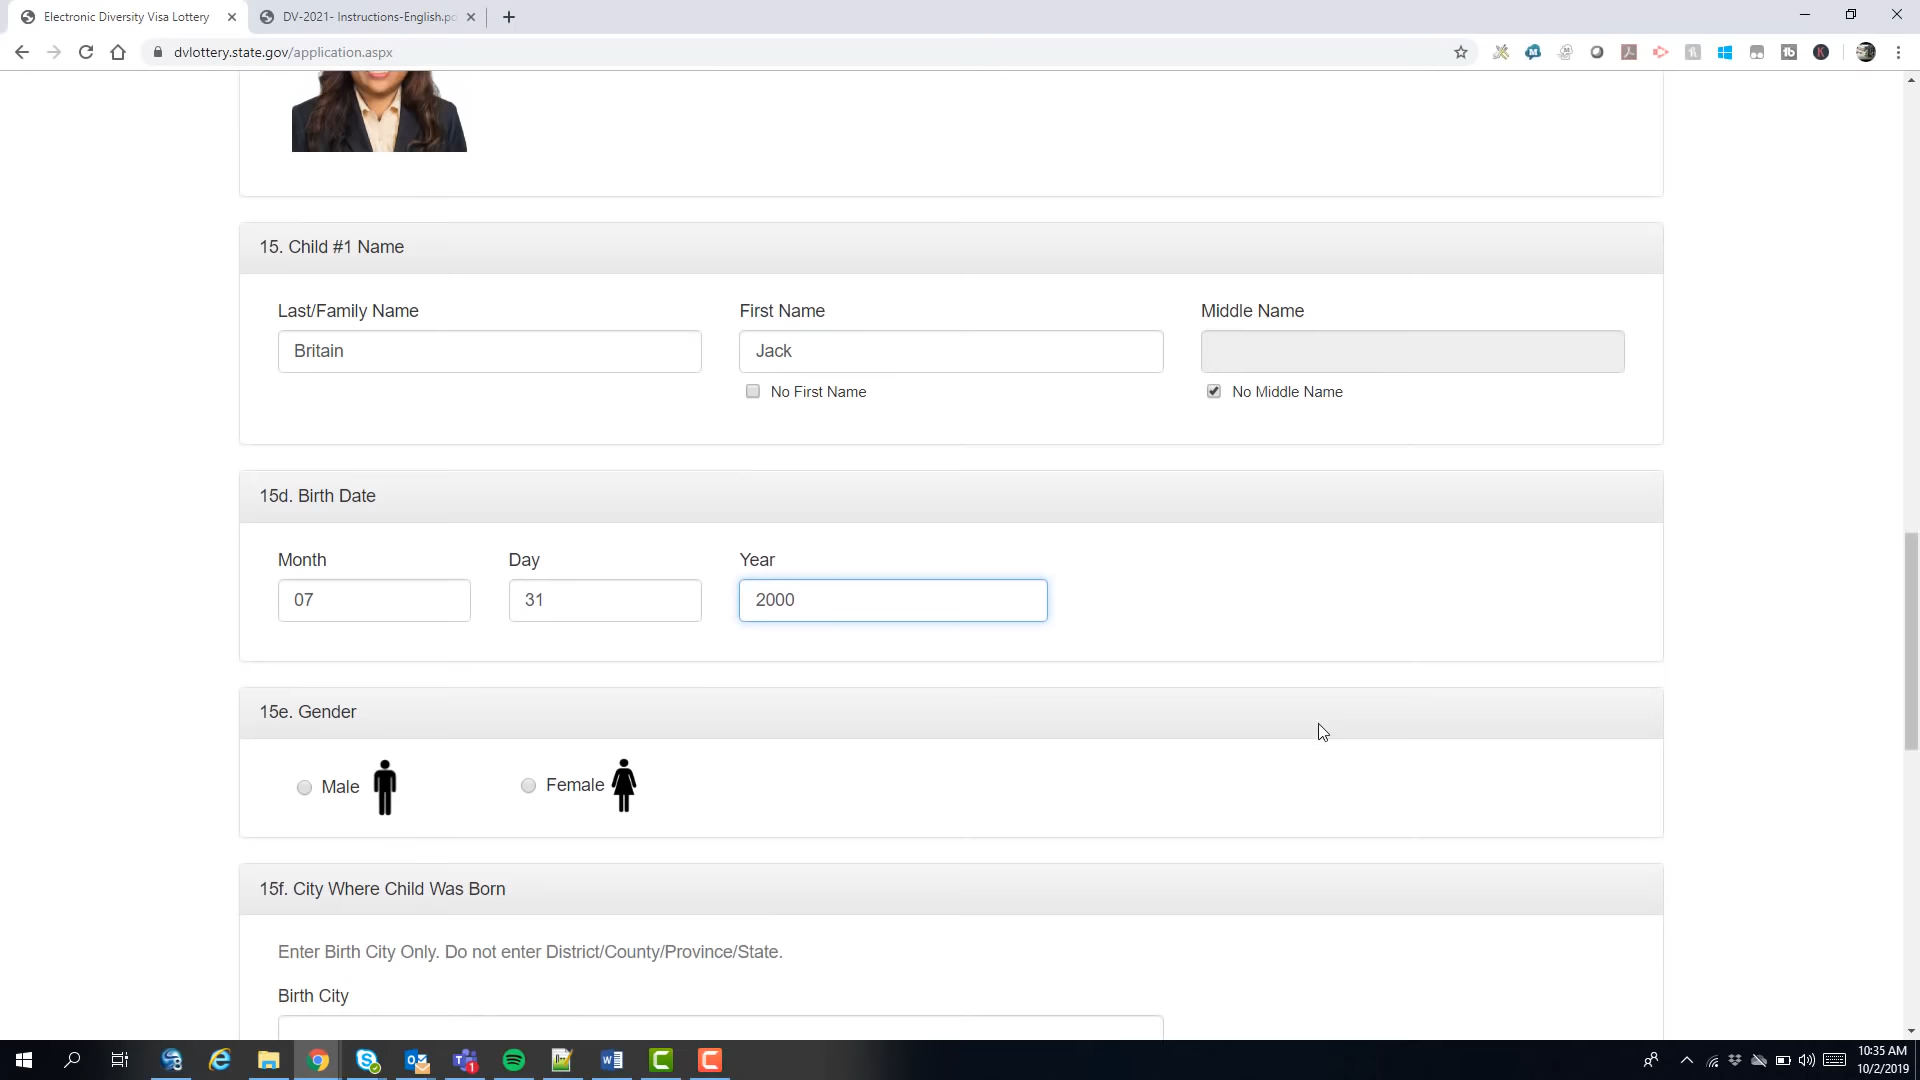 Electronic Diversity Visa Lottery
DV-2021- Instructions-English.pd
dvlottery.state.gov/application.aspx
15. Child #1 Name
Last/Family Name
First Name
Middle Name
Britain
Jack
No First Name
No Middle Name
15d. Birth Date
Month
Day
Year
07
31
2000
15e. Gender
Male
Female
15f. City Where Child Was Born
Enter Birth City Only. Do not enter District/County/Province/State.
Birth City
10:35 AM
10/2/2019